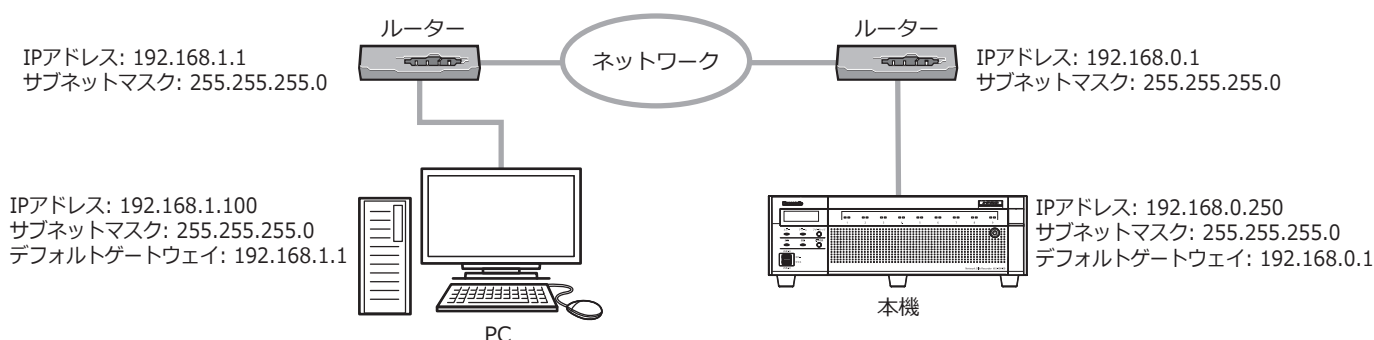 ルーター
IPアドレス: 192.168.1.1
サブネットマスク: 255.255.255.0
ネットワーク
ルーター
IPアドレス: 192.168.0.1
サブネットマスク: 255.255.255.0
IPアドレス: 192.168.1.100
サブネットマスク: 255.255.255.0
デフォルトゲートウェイ: 192.168.1.1
PC
Panasonic
IPアドレス: 192.168.0.250
サブネットマスク: 255.255.255.0
デフォルトゲートウェイ: 192.168.0.1
本機